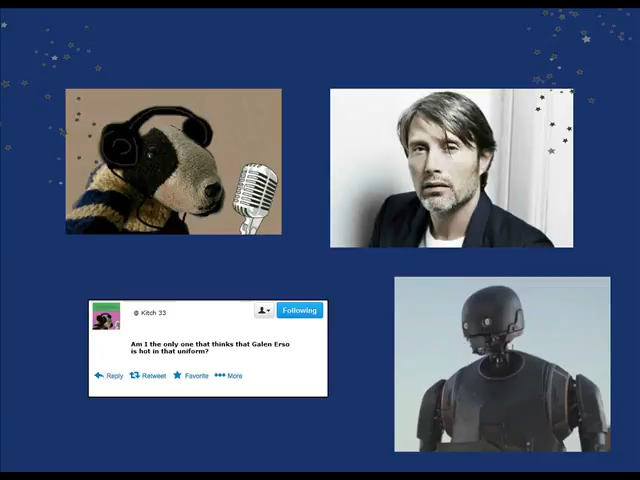 @ Kitch 33
Following
Am I the only one that thinks that Galen Erso
is hot in that uniform?
Reply Retweet Favorite More